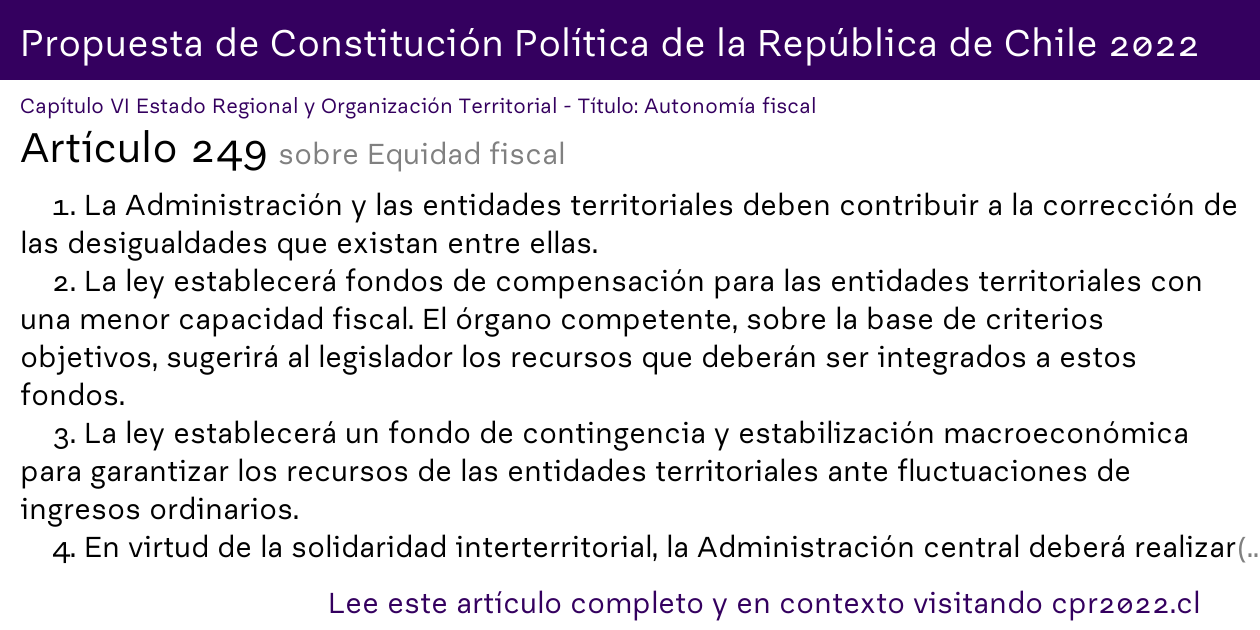 Propuesta de Constitución Política de la República de Chile 2022
Capítulo VI Estado Regional y Organización Territorial - Título: Autonomía fiscal
Artículo 249 sobre Equidad fiscal
1. La Administración y las entidades territoriales deben contribuir a la corrección de
las desigualdades que existan entre ellas.
2. La ley establecerá fondos de compensación para las entidades territoriales con
una menor capacidad fiscal. El órgano competente, sobre la base de criterios
objetivos, sugerirá al legislador los recursos que deberán ser integrados a estos
fondos.
3. La ley establecerá un fondo de contingencia y estabilización macroeconómica
para garantizar los recursos de las entidades territoriales ante fluctuaciones de
ingresos ordinarios.
4. En virtud de la solidaridad interterritorial, la Administración central deberá realizar(..
Lee este artículo completo y en contexto visitando cpr2022.cl